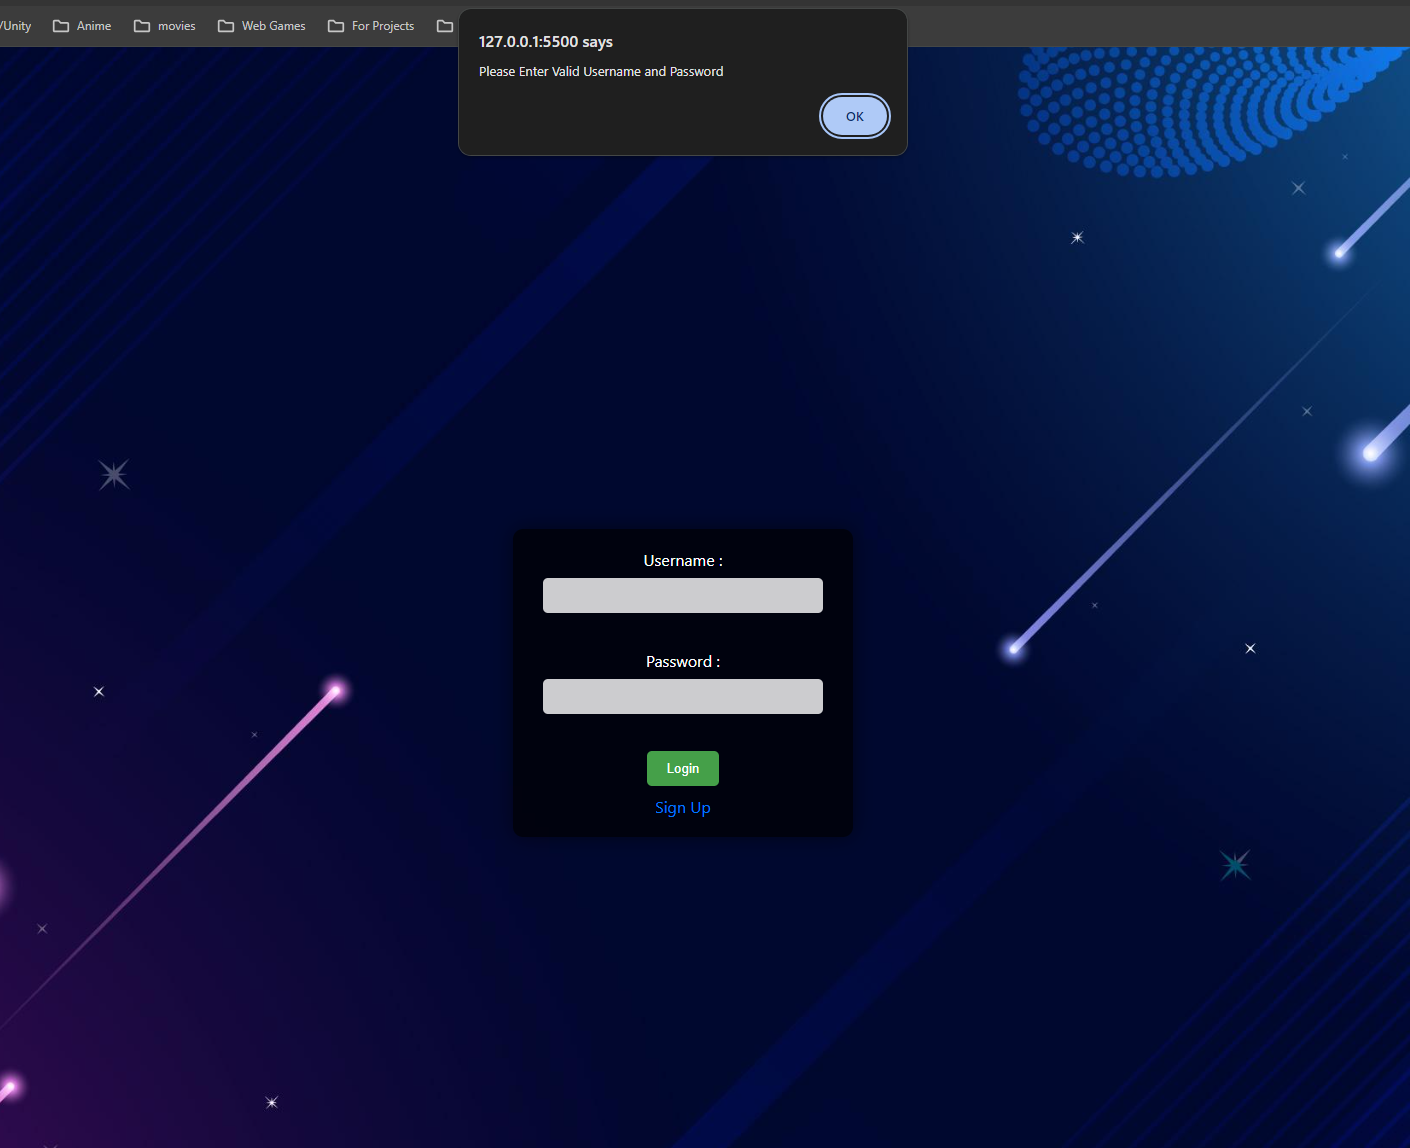 /Unity Anime movies Web Games For Projects
127.0.0.1:5500 says
Please Enter Valid Username and Password
OK
Username :
Password :
Login
Sign Up